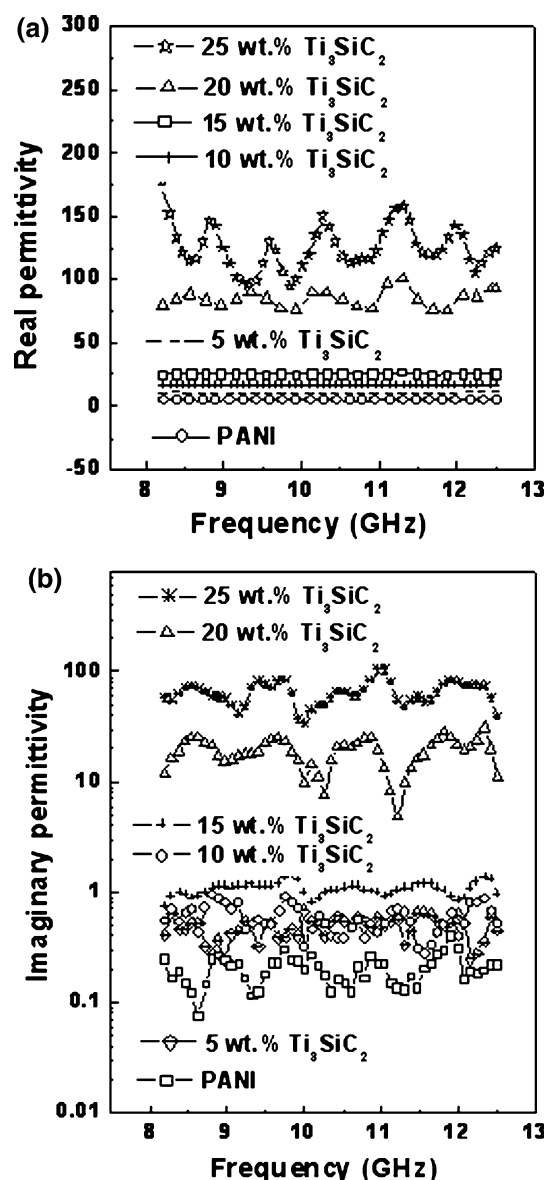 (a)
300
250
200
150
100
50
0
-50
Real permittivity
25 wt.% Ti3SiC2
20 wt.% Ti3SiC2
15 wt.% Ti3SiC2
10 wt.% Ti3SiC2
5 wt.% Ti3SiC2
PANI
8 9 10 11 12 13
Frequency (GHz)
(b)
100
10
1
0.1
0.01
Imaginary permittivity
25 wt.% Ti3SiC2
20 wt.% Ti3SiC2
15 wt.% Ti3SiC2
10 wt.% Ti3SiC2
5 wt.% Ti3SiC2
PANI
8 9 10 11 12 13
Frequency (GHz)